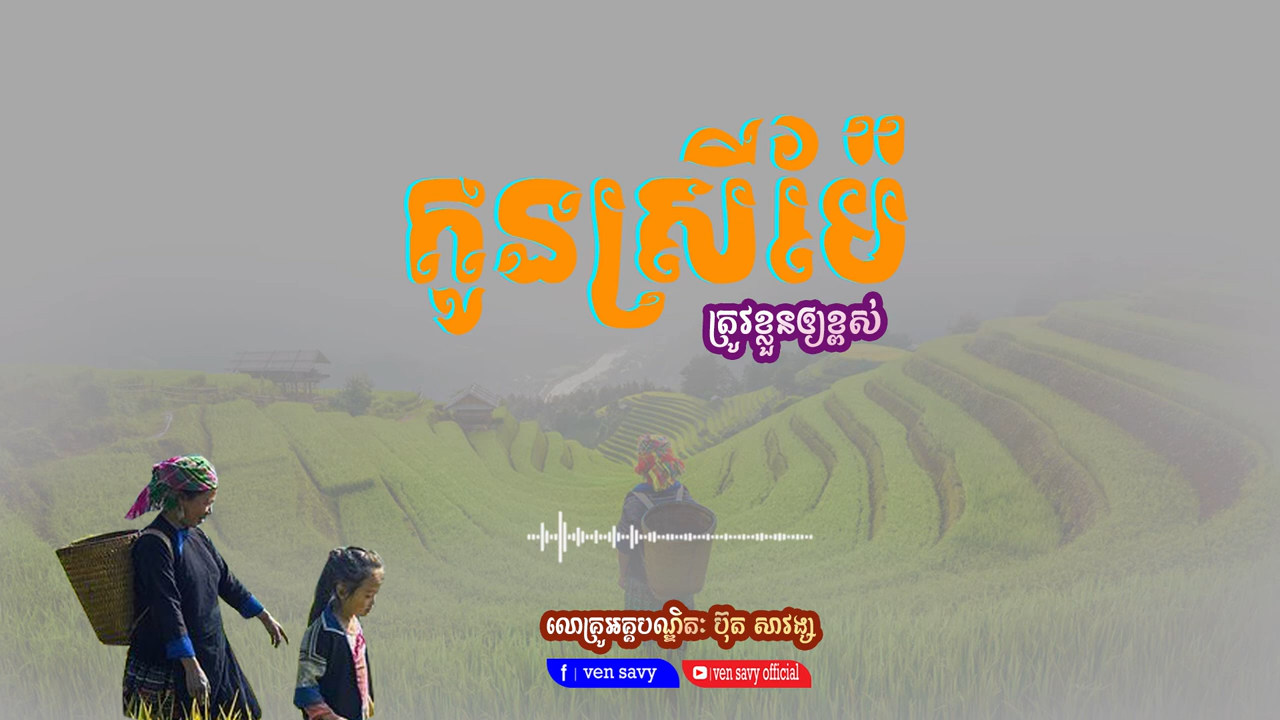 កូនស្រីម៉ែ
ត្រូវខ្លួនឲ្យខ្ពស់
លោគ្រូអគ្គបណ្ឌិតៈ ប៊ុត សាវង្ស
f | ven savy
ven savy official